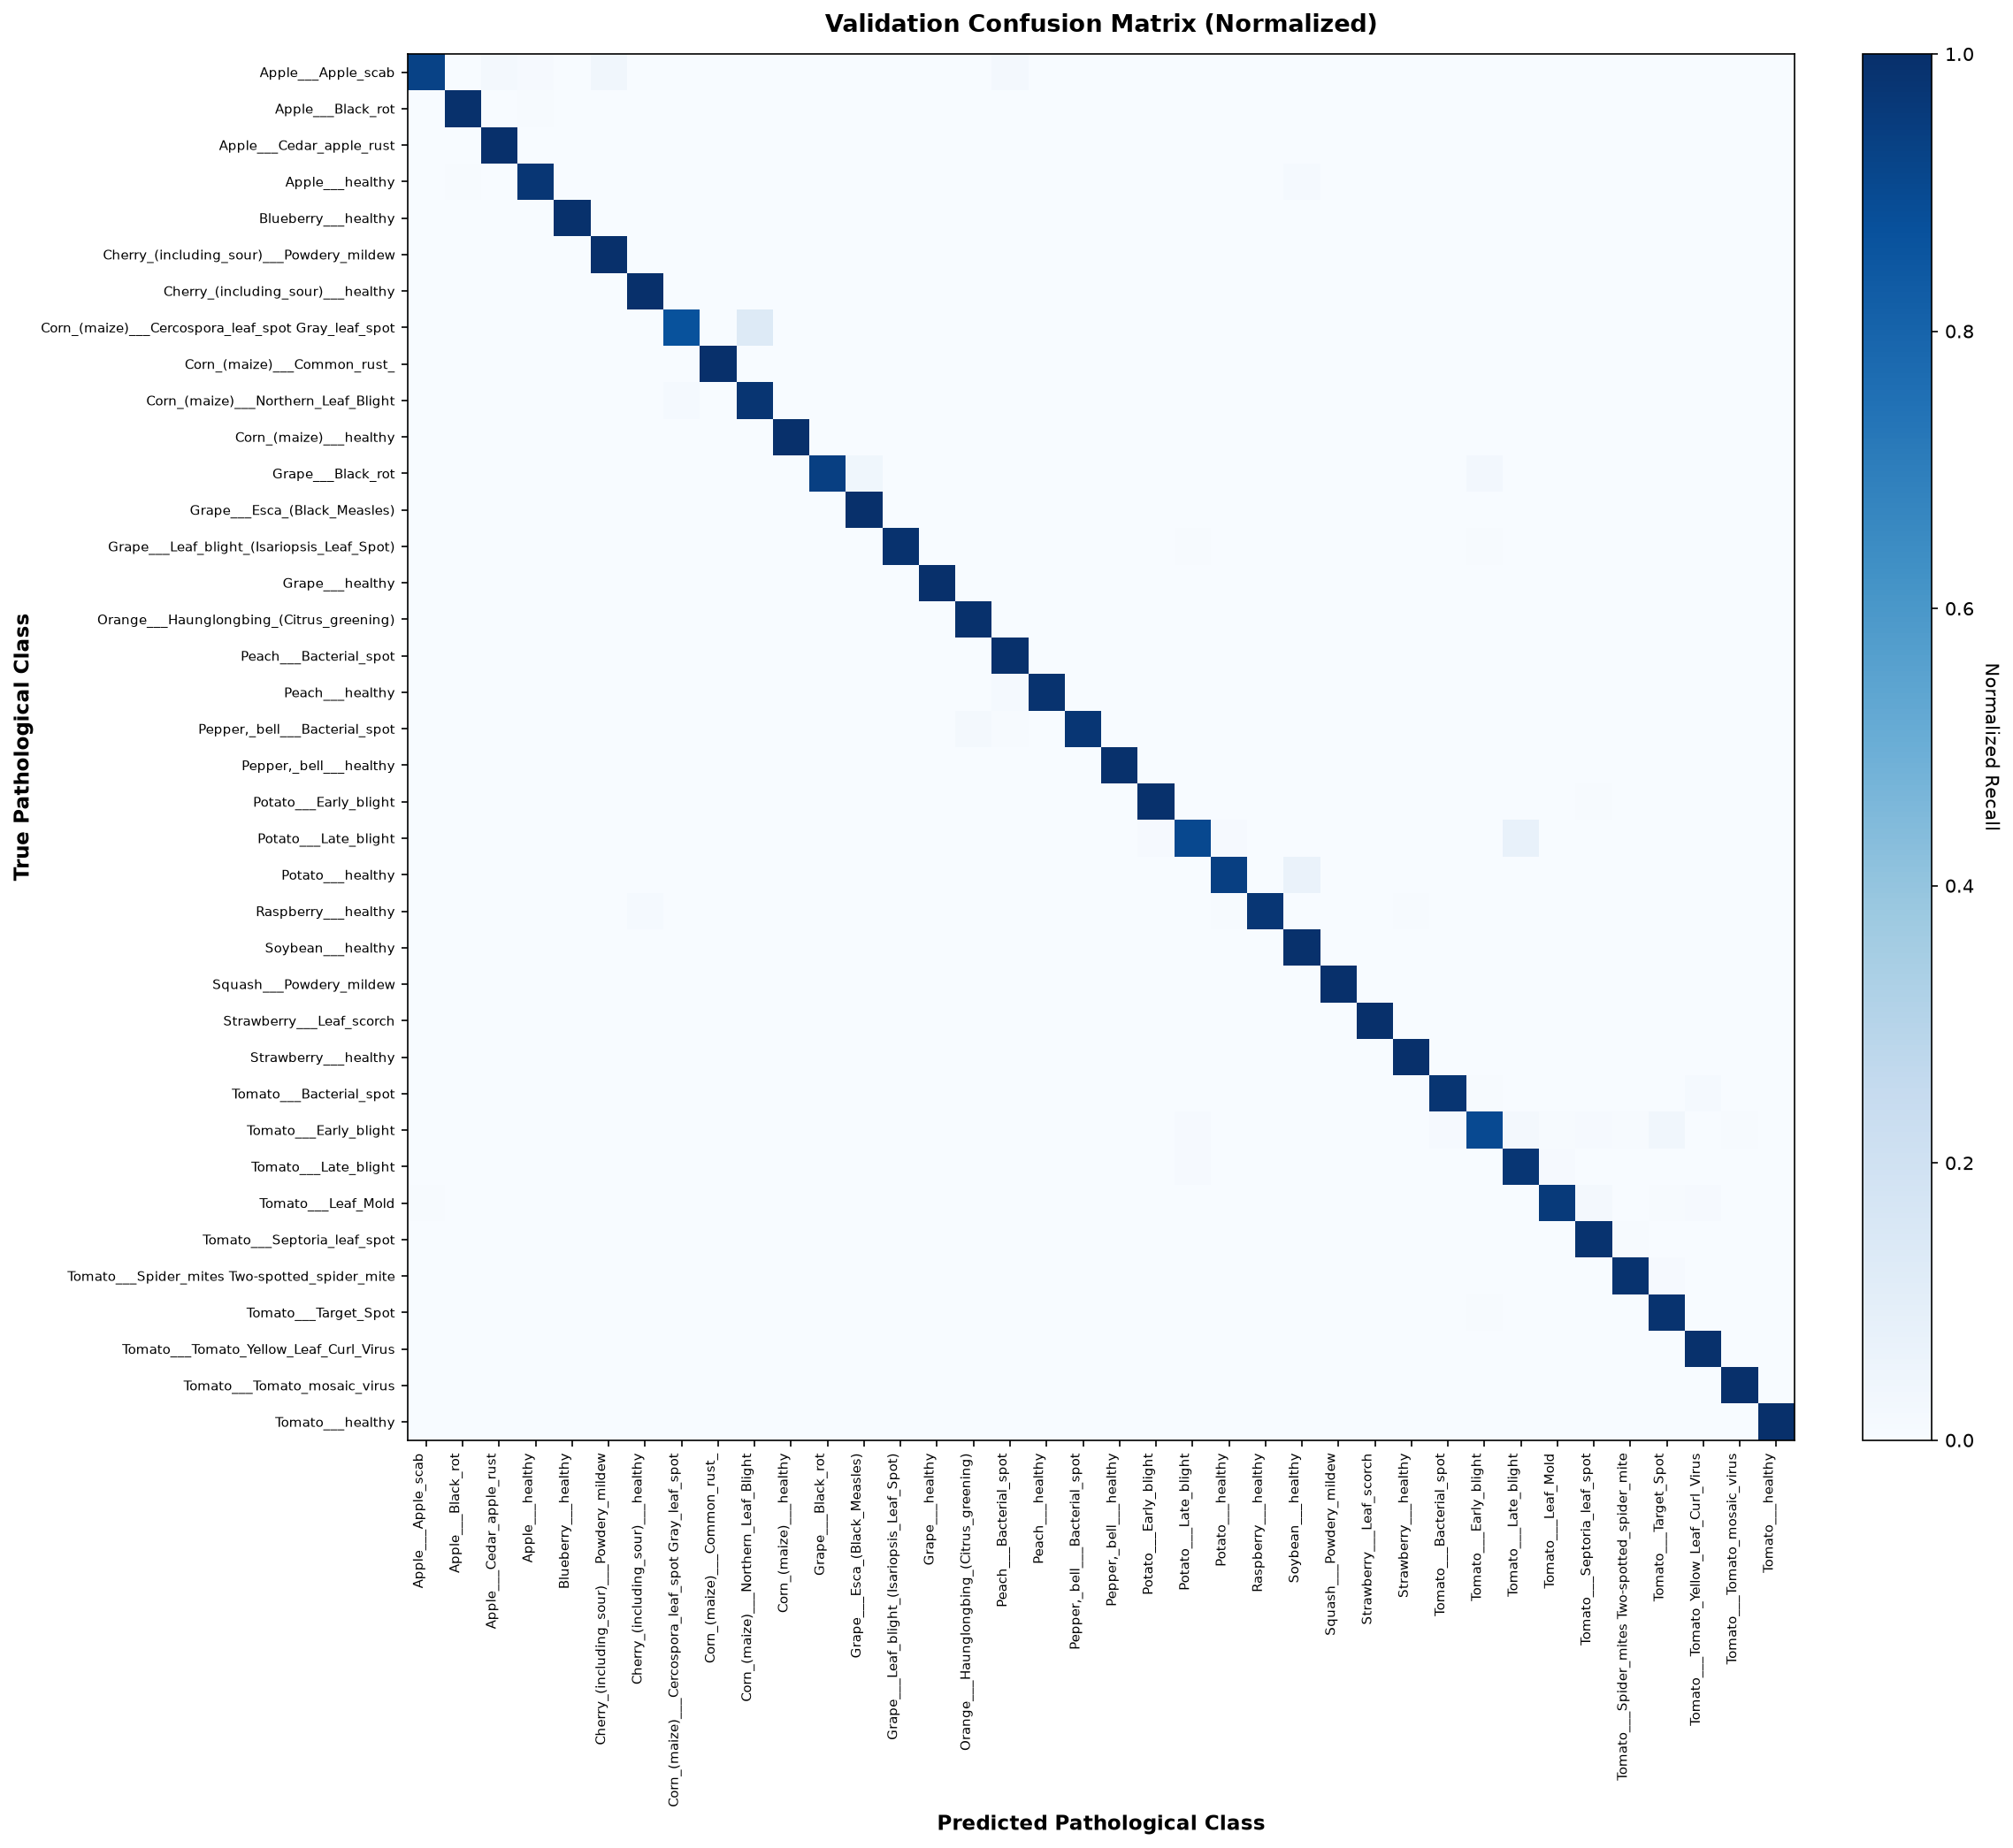 Validation Confusion Matrix (Normalized)
True Pathological Class
Apple___Apple_scab
Apple___Black_rot
Apple___Cedar_apple_rust
Apple___healthy
Blueberry___healthy
Cherry_(including_sour)___Powdery_mildew
Cherry_(including_sour)___healthy
Corn_(maize)___Cercospora_leaf_spot Gray_leaf_spot
Corn_(maize)___Common_rust_
Corn_(maize)___Northern_Leaf_Blight
Corn_(maize)___healthy
Grape___Black_rot
Grape___Esca_(Black_Measles)
Grape___Leaf_blight_(Isariopsis_Leaf_Spot)
Grape___healthy
Orange___Haunglongbing_(Citrus_greening)
Peach___Bacterial_spot
Peach___healthy
Pepper,_bell___Bacterial_spot
Pepper,_bell___healthy
Potato___Early_blight
Potato___Late_blight
Potato___healthy
Raspberry___healthy
Soybean___healthy
Squash___Powdery_mildew
Strawberry___Leaf_scorch
Strawberry___healthy
Tomato___Bacterial_spot
Tomato___Early_blight
Tomato___Late_blight
Tomato___Leaf_Mold
Tomato___Septoria_leaf_spot
Tomato___Spider_mites Two-spotted_spider_mite
Tomato___Target_Spot
Tomato___Tomato_Yellow_Leaf_Curl_Virus
Tomato___Tomato_mosaic_virus
Tomato___healthy
Apple___Apple_scab
Apple___Black_rot
Apple___Cedar_apple_rust
Apple___healthy
Blueberry___healthy
Cherry_(including_sour)___Powdery_mildew
Cherry_(including_sour)___healthy
Corn_(maize)___Cercospora_leaf_spot Gray_leaf_spot
Corn_(maize)___Common_rust_
Corn_(maize)___Northern_Leaf_Blight
Corn_(maize)___healthy
Grape___Black_rot
Grape___Esca_(Black_Measles)
Grape___Leaf_blight_(Isariopsis_Leaf_Spot)
Grape___healthy
Orange___Haunglongbing_(Citrus_greening)
Peach___Bacterial_spot
Peach___healthy
Pepper,_bell___Bacterial_spot
Pepper,_bell___healthy
Potato___Early_blight
Potato___Late_blight
Potato___healthy
Raspberry___healthy
Soybean___healthy
Squash___Powdery_mildew
Strawberry___Leaf_scorch
Strawberry___healthy
Tomato___Bacterial_spot
Tomato___Early_blight
Tomato___Late_blight
Tomato___Leaf_Mold
Tomato___Septoria_leaf_spot
Tomato___Spider_mites Two-spotted_spider_mite
Tomato___Target_Spot
Tomato___Tomato_Yellow_Leaf_Curl_Virus
Tomato___Tomato_mosaic_virus
Tomato___healthy
Predicted Pathological Class
1.0
0.8
0.6
0.4
0.2
0.0
Normalized Recall